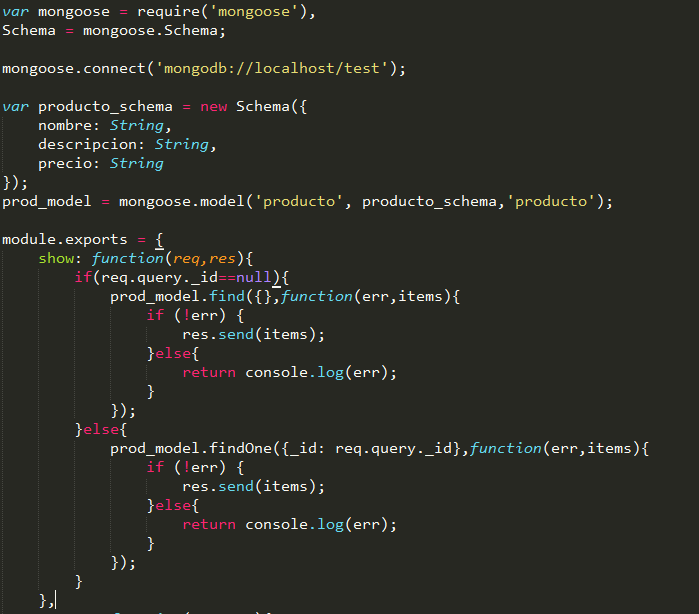 var mongoose = require('mongoose'),
Schema = mongoose.Schema;
mongoose.connect('mongodb://localhost/test');
var producto_schema = new Schema({
nombre: String,
descripcion: String,
precio: String
});
prod_model = mongoose.model('producto', producto_schema,'producto');
module.exports = {
show: function(req,res){
if(req.query._id==null){
prod_model.find({},function(err,items){
if (!err) {
res.send(items);
}else{
return console.log(err);
}
});
}else{
prod_model.findOne({_id: req.query._id},function(err,items){
if (!err) {
res.send(items);
}else{
return console.log(err);
}
});
}
},